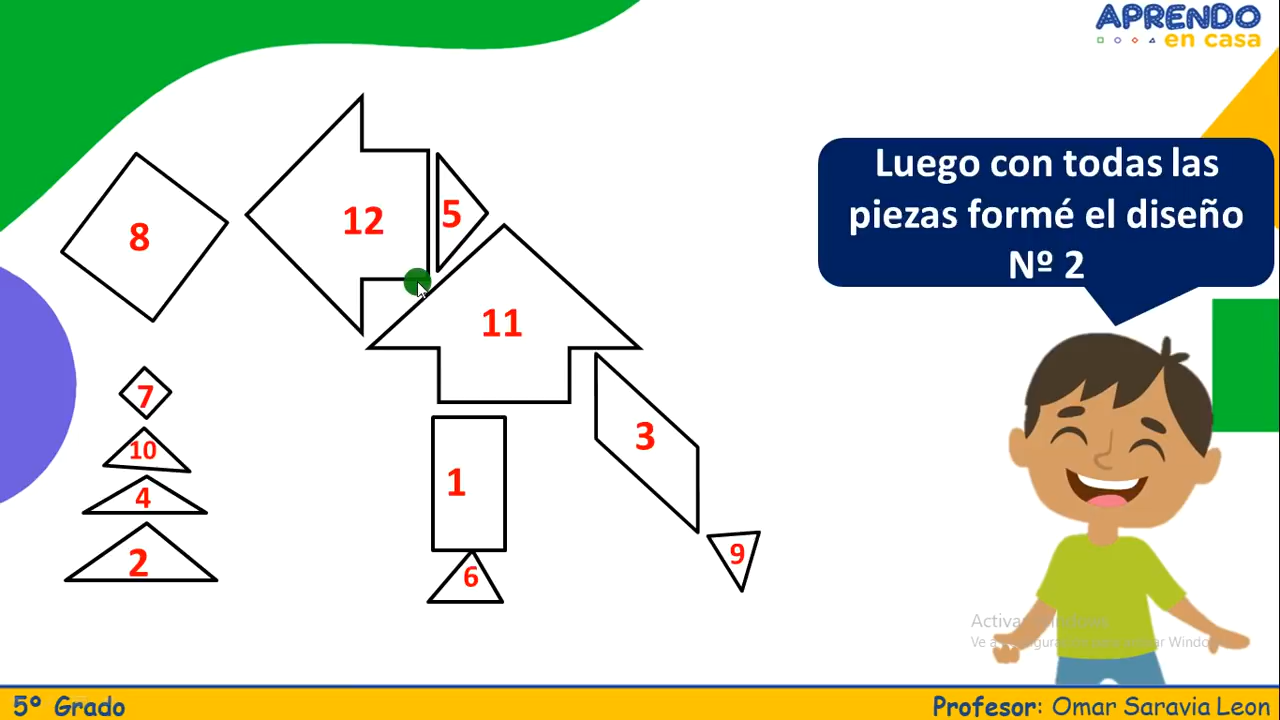 APRENDO
en casa
Luego con todas las
piezas formé el diseño
Nº 2
12
5
8
11
7
10
4
2
1
3
6
9
5º Grado
Profesor: Omar Saravia Leon